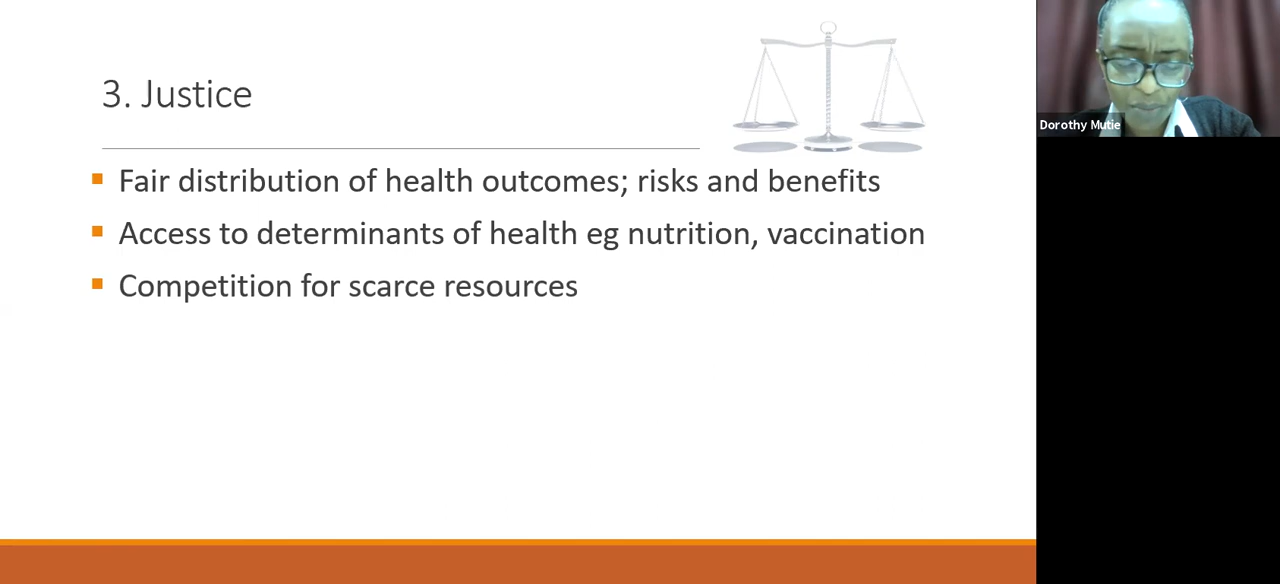 3. Justice
Fair distribution of health outcomes; risks and benefits
Access to determinants of health eg nutrition, vaccination
Competition for scarce resources
Dorothy Mutie